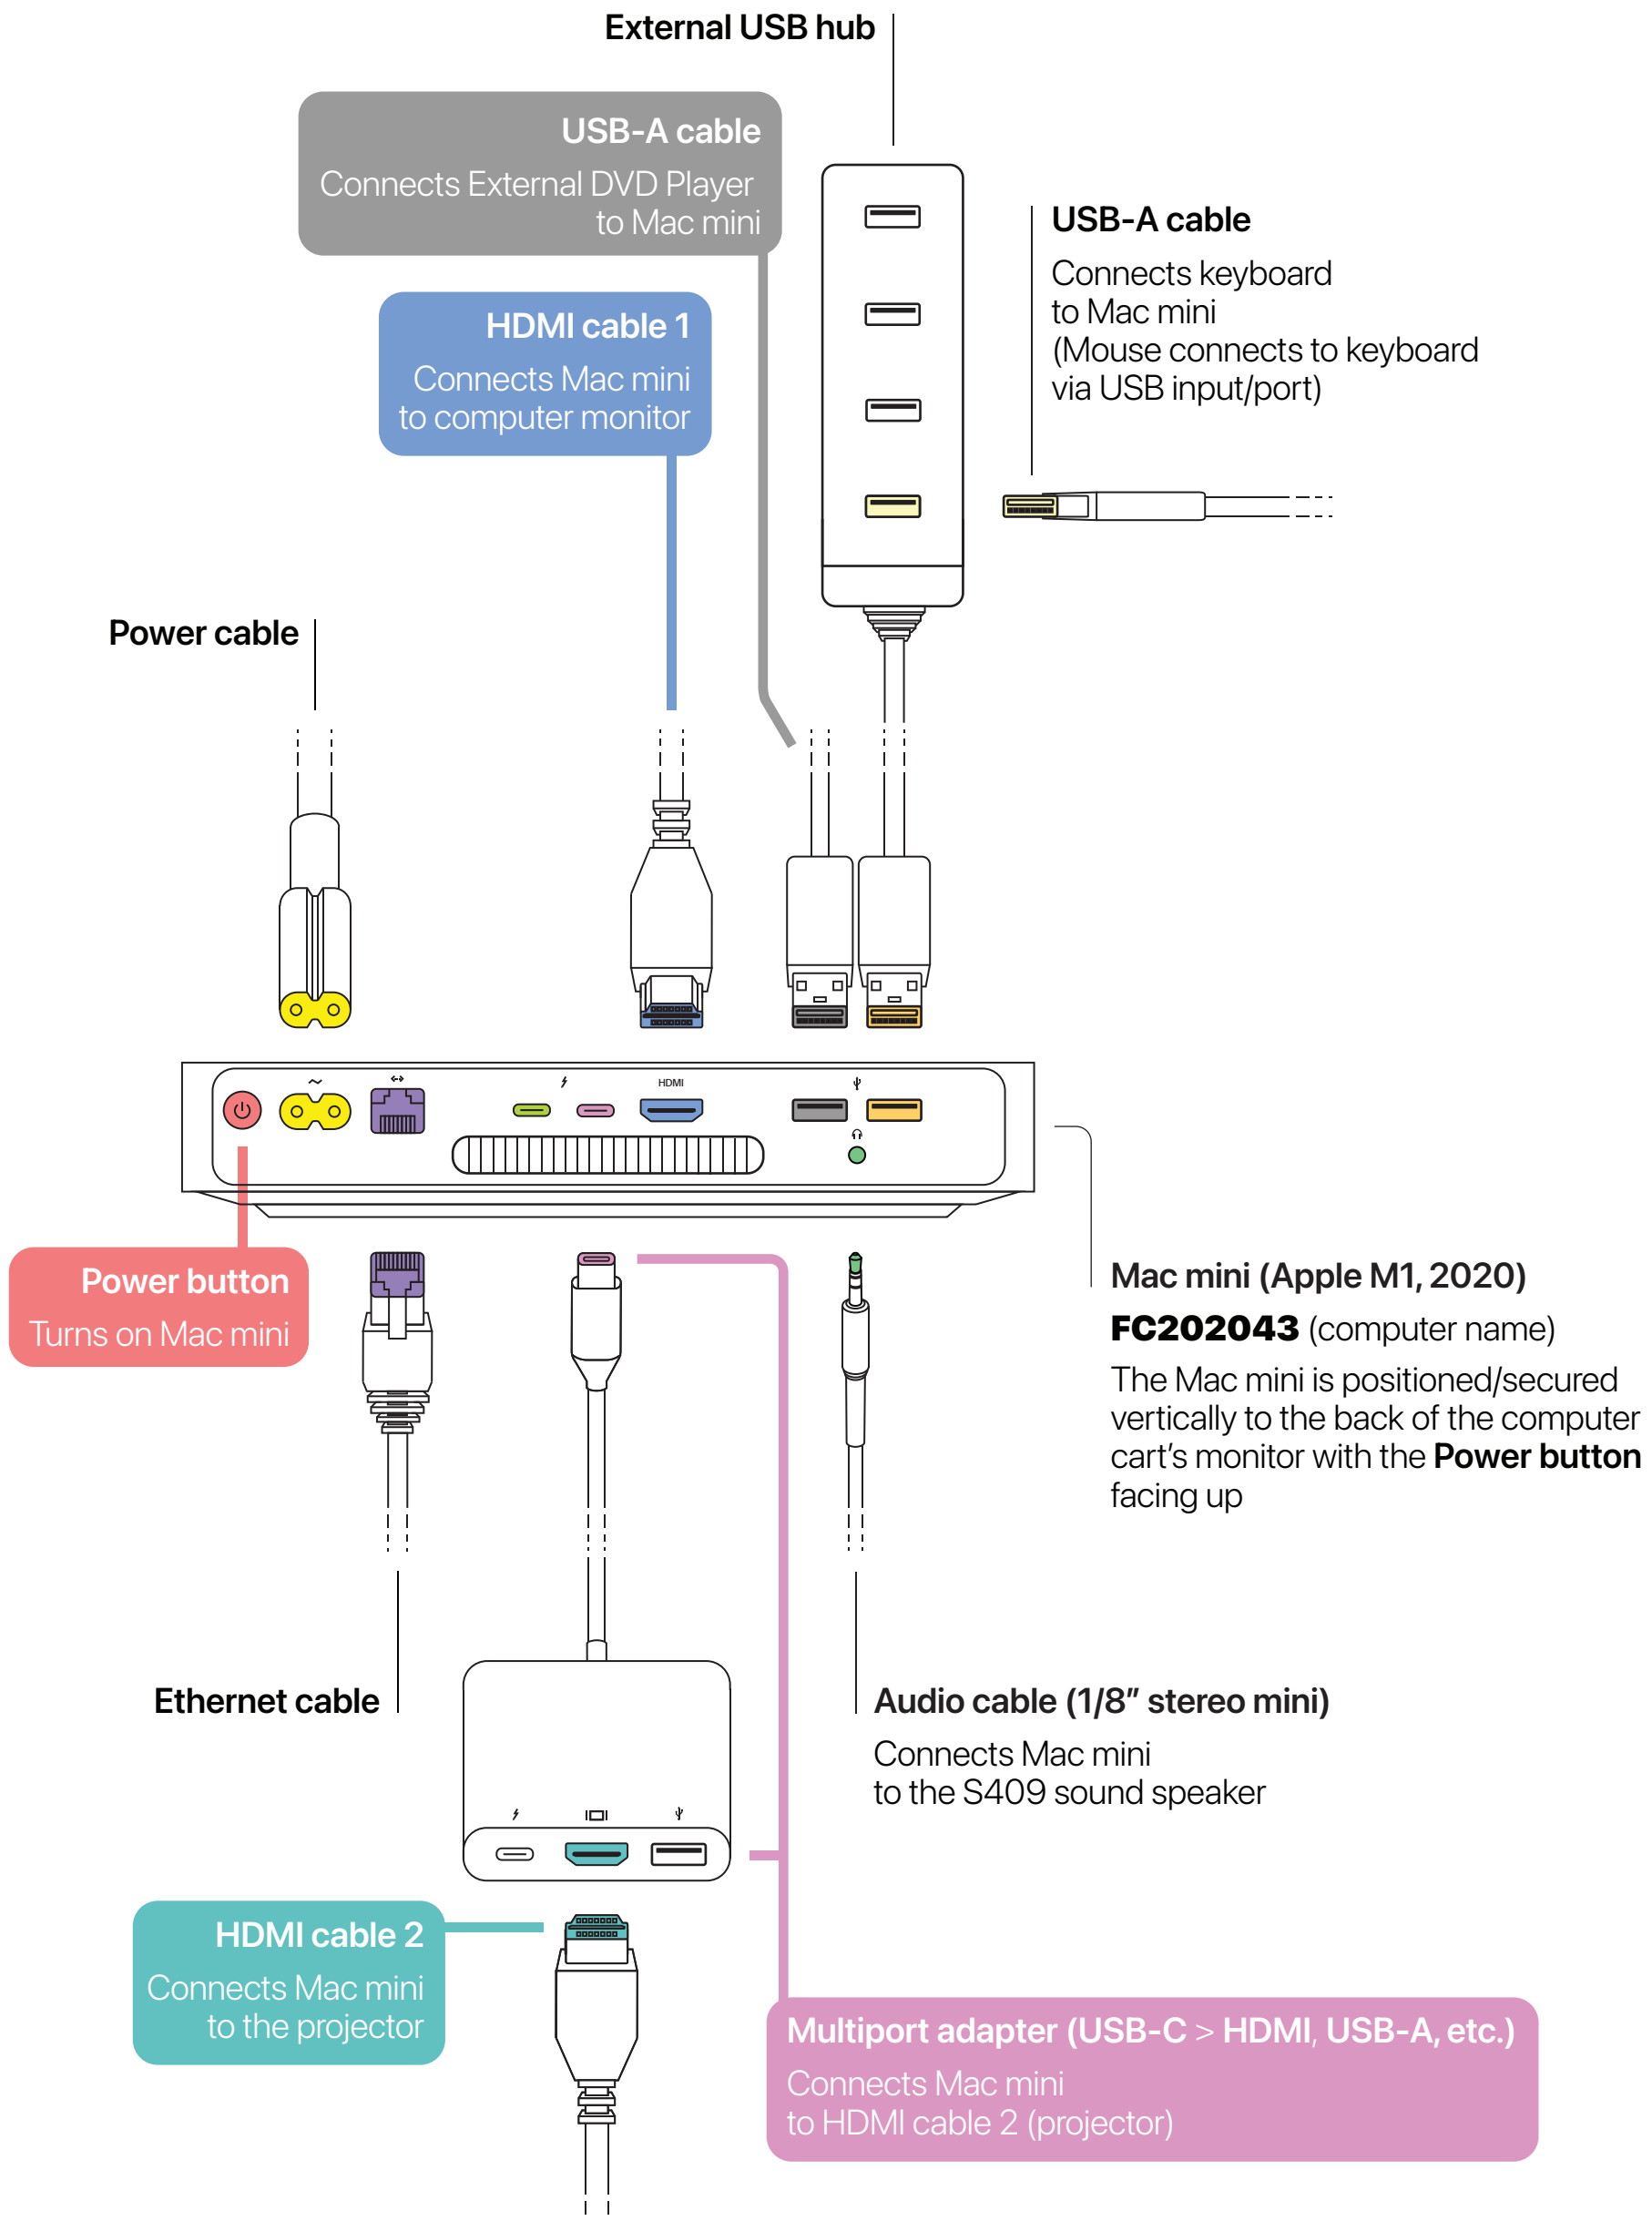 External USB hub
USB-A cable
Connects External DVD Player
to Mac mini
USB-A cable
Connects keyboard
to Mac mini
(Mouse connects to keyboard
via USB input/port)
HDMI cable 1
Connects Mac mini
to computer monitor
Power cable
HDMI
Power button
Turns on Mac mini
Mac mini (Apple M1, 2020)
FC202043 (computer name)
The Mac mini is positioned/secured
vertically to the back of the computer
cart's monitor with the Power button
facing up
Ethernet cable
Audio cable (1/8” stereo mini)
Connects Mac mini
to the S409 sound speaker
HDMI cable 2
Connects Mac mini
to the projector
Multiport adapter (USB-C > HDMI, USB-A, etc.)
Connects Mac mini
to HDMI cable 2 (projector)